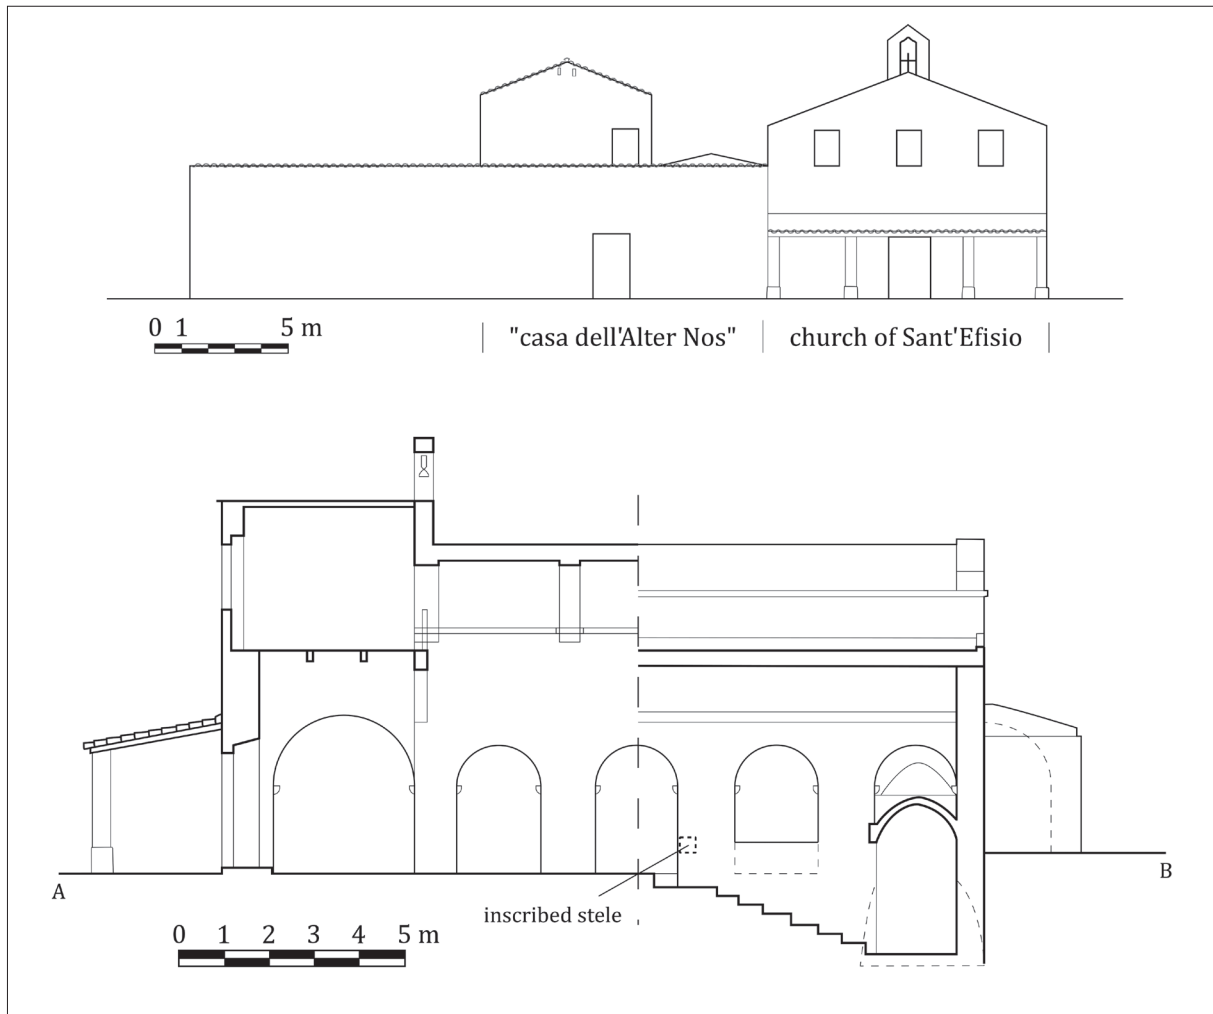 0 1 5 m
"casa dell'Alter Nos" church of Sant'Efisio
A
B
inscribed stele
0 1 2 3 4 5 m